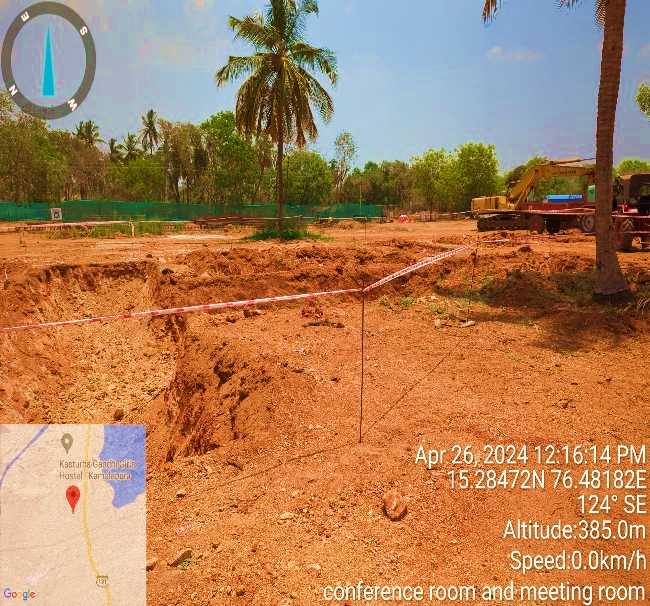 E
S
N
W
Kasturba Gandhi Girls
Hostel - Kamalapura
131
Google
Apr 26, 2024 12:16:14 PM
15.28472N 76.48182E
124° SE
Altitude:385.0m
Speed:0.0km/h
conference room and meeting room